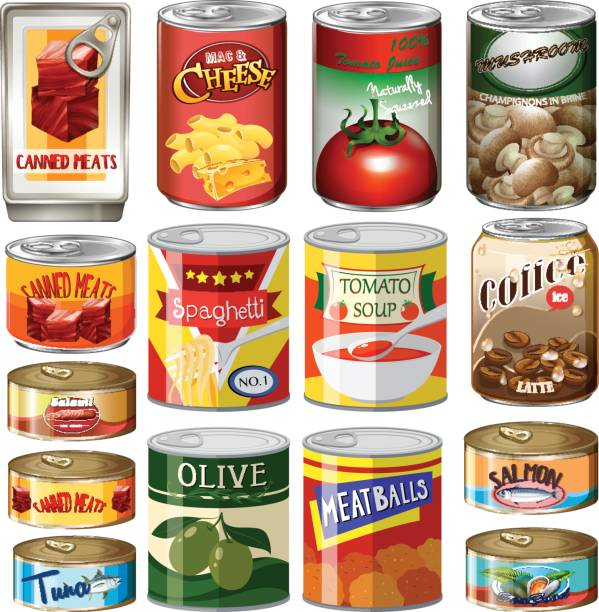 CANNED MEATS
MAC &
CHEESE
100%
Tomato Juice
Naturally
Squeezed
MUSHROOM
CHAMPIGNONS IN BRINE
CANNED MEATS
Spaghetti
NO.1
TOMATO
SOUP
Coffee
Ice
LATTE
Salami
CANNED MEATS
Tuna
OLIVE
MEATBALLS
SALMON